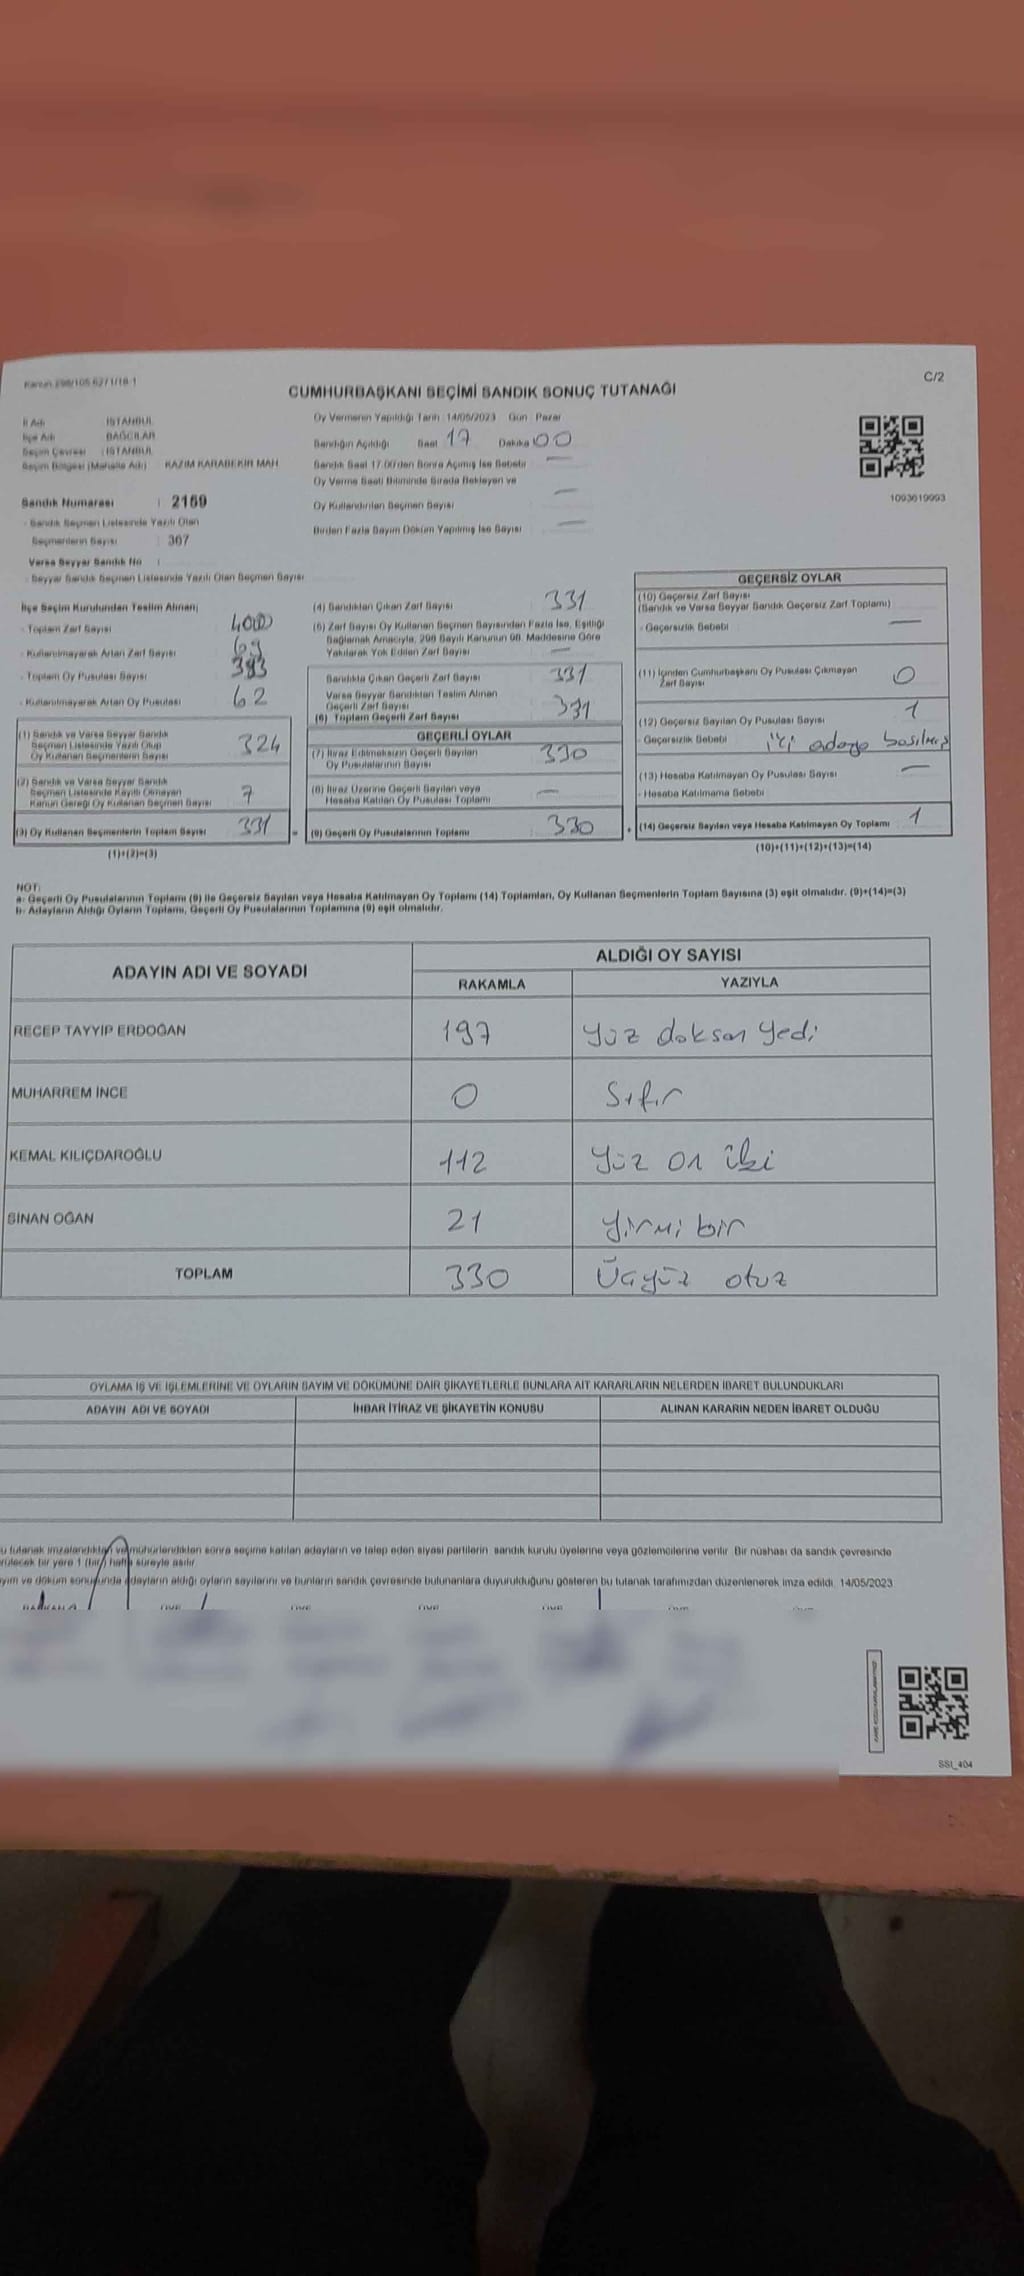 Kanun 298/105 6271/18-1
C/2
CUMHURBAŞKANI SEÇİMİ SANDIK SONUÇ TUTANAĞI
İl Adı : İSTANBUL
İlçe Adı : BAĞCILAR
Seçim Çevresi : İSTANBUL
Seçim Bölgesi (Mahalle Adı) : KAZIM KARABEKİR MAH
Sandık Numarası : 2169
- Sandık Seçmen Listesinde Yazılı Olan
Seçmenlerin Sayısı : 367
Varsa Seyyar Sandık No :
- Seyyar Sandık Seçmen Listesinde Yazılı Olan Seçmen Sayısı
Oy Vermenin Yapıldığı Tarih : 14/05/2023 Gün : Pazar
Sandığın Açıldığı Saat 17 Dakika 00
Sandık Saat 17.00'den Sonra Açılmış İse Sebebi —
Oy Verme Saati Bitiminde Sırada Bekleyen ve
Oy Kullandırılan Seçmen Sayısı —
Birden Fazla Sayım Döküm Yapılmış İse Sayısı —
1093619993
İlçe Seçim Kurulundan Teslim Alınan;
- Toplam Zarf Sayısı 400
- Kullanılmayarak Artan Zarf Sayısı 69
- Toplam Oy Pusulası Sayısı 393
- Kullanılmayarak Artan Oy Pusulası 62
(1) Sandık ve Varsa Seyyar Sandık
Seçmen Listesinde Yazılı Olup
Oy Kullanan Seçmenlerin Sayısı 324
(2) Sandık ve Varsa Seyyar Sandık
Seçmen Listesinde Kayıtlı Olmayan
Kanun Gereği Oy Kullanan Seçmen Sayısı 7
(3) Oy Kullanan Seçmenlerin Toplam Sayısı 331
(1)+(2)=(3)
(4) Sandıktan Çıkan Zarf Sayısı 331
(5) Zarf Sayısı Oy Kullanan Seçmen Sayısından Fazla İse, Eşitliği
Sağlamak Amacıyla, 298 Sayılı Kanunun 98. Maddesine Göre
Yakılarak Yok Edilen Zarf Sayısı —
Sandıkta Çıkan Geçerli Zarf Sayısı 331
Varsa Seyyar Sandıktan Teslim Alınan
Geçerli Zarf Sayısı
(6) Toplam Geçerli Zarf Sayısı 331
GEÇERLİ OYLAR
(7) İtiraz Edilmeksizin Geçerli Sayılan
Oy Pusulalarının Sayısı 330
(8) İtiraz Üzerine Geçerli Sayılan veya
Hesaba Katılan Oy Pusulası Toplamı —
= (9) Geçerli Oy Pusulalarının Toplamı 330
GEÇERSİZ OYLAR
(10) Geçersiz Zarf Sayısı
(Sandık ve Varsa Seyyar Sandık Geçersiz Zarf Toplamı)
- Geçersizlik Sebebi —
(11) İçinden Cumhurbaşkanı Oy Pusulası Çıkmayan
Zarf Sayısı 0
(12) Geçersiz Sayılan Oy Pusulası Sayısı 1
- Geçersizlik Sebebi iki adaya basılmış
(13) Hesaba Katılmayan Oy Pusulası Sayısı —
- Hesaba Katılmama Sebebi
+ (14) Geçersiz Sayılan veya Hesaba Katılmayan Oy Toplamı 1
(10)+(11)+(12)+(13)=(14)
NOT:
a- Geçerli Oy Pusulalarının Toplamı (9) ile Geçersiz Sayılan veya Hesaba Katılmayan Oy Toplamı (14) Toplamları, Oy Kullanan Seçmenlerin Toplam Sayısına (3) eşit olmalıdır. (9)+(14)=(3)
b- Adayların Aldığı Oyların Toplamı, Geçerli Oy Pusulalarının Toplamına (9) eşit olmalıdır.
ADAYIN ADI VE SOYADI
ALDIĞI OY SAYISI
RAKAMLA YAZIYLA
RECEP TAYYİP ERDOĞAN 197 Yüz doksan yedi
MUHARREM İNCE 0 Sıfır
KEMAL KILIÇDAROĞLU 112 Yüz on iki
SİNAN OĞAN 21 Yirmi bir
TOPLAM 330 Üçyüz otuz
OYLAMA İŞ VE İŞLEMLERİNE VE OYLARIN SAYIM VE DÖKÜMÜNE DAİR ŞİKAYETLERLE BUNLARA AİT KARARLARIN NELERDEN İBARET BULUNDUKLARI
ADAYIN ADI VE SOYADI İHBAR İTİRAZ VE ŞİKAYETİN KONUSU ALINAN KARARIN NEDEN İBARET OLDUĞU
u tutanak imzalandıktan ve mühürlendikten sonra seçime katılan adayların ve talep eden siyasi partilerin sandık kurulu üyelerine veya gözlemcilerine verilir. Bir nüshası da sandık çevresinde
rülecek bir yere 1 (bir) hafta süreyle asılır.
ayım ve döküm sonucunda adayların aldığı oyların sayılarını ve bunların sandık çevresinde bulunanlara duyurulduğunu gösteren bu tutanak tarafımızdan düzenlenerek imza edildi. 14/05/2023
SSI_404